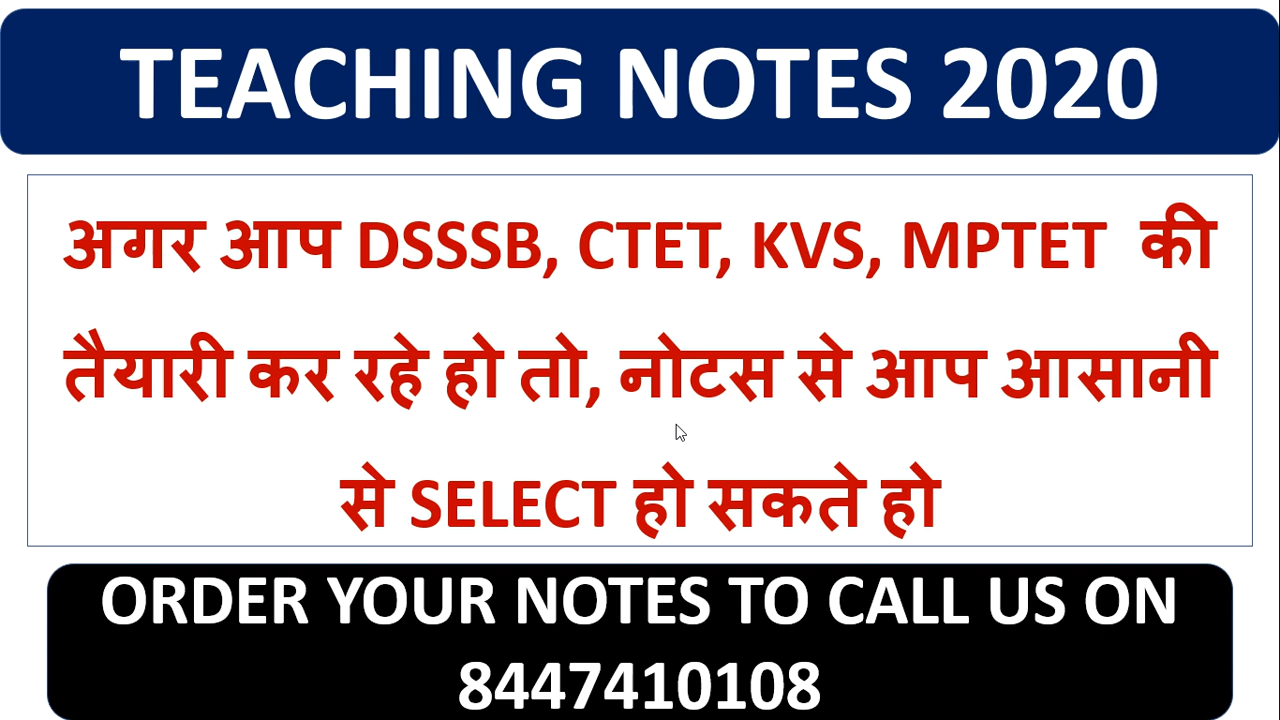 TEACHING NOTES 2020
अगर आप DSSSB, CTET, KVS, MPTET की
तैयारी कर रहे हो तो, नोटस से आप आसानी
से SELECT हो सकते हो
ORDER YOUR NOTES TO CALL US ON
8447410108